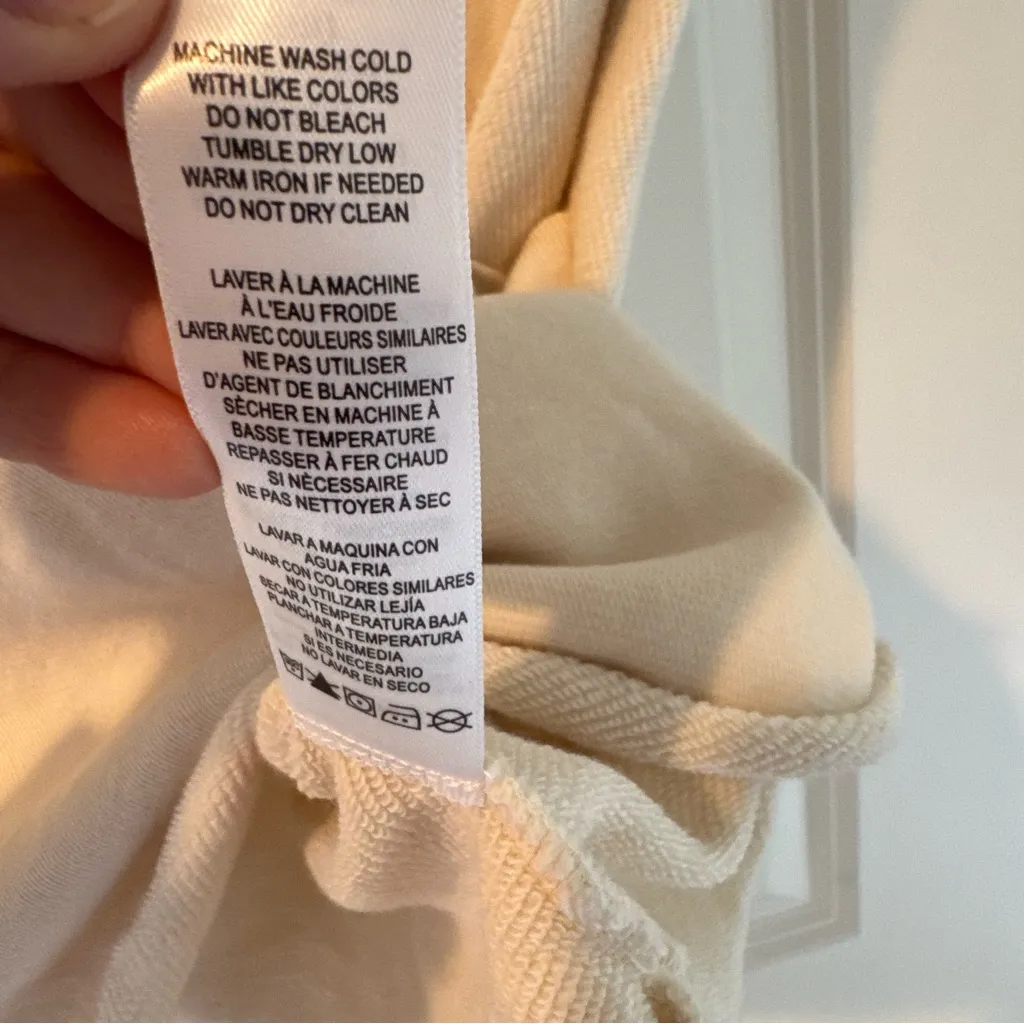 MACHINE WASH COLD
WITH LIKE COLORS
DO NOT BLEACH
TUMBLE DRY LOW
WARM IRON IF NEEDED
DO NOT DRY CLEAN
LAVER À LA MACHINE
À L'EAU FROIDE
LAVER AVEC COULEURS SIMILAIRES
NE PAS UTILISER
D'AGENT DE BLANCHIMENT
SÈCHER EN MACHINE À
BASSE TEMPERATURE
REPASSER À FER CHAUD
SI NÈCESSAIRE
NE PAS NETTOYER À SEC
LAVAR A MAQUINA CON
AGUA FRIA
LAVAR CON COLORES SIMILARES
NO UTILIZAR LEJÍA
SECAR A TEMPERATURA BAJA
PLANCHAR A TEMPERATURA
INTERMEDIA
SI ES NECESARIO
NO LAVAR EN SECO